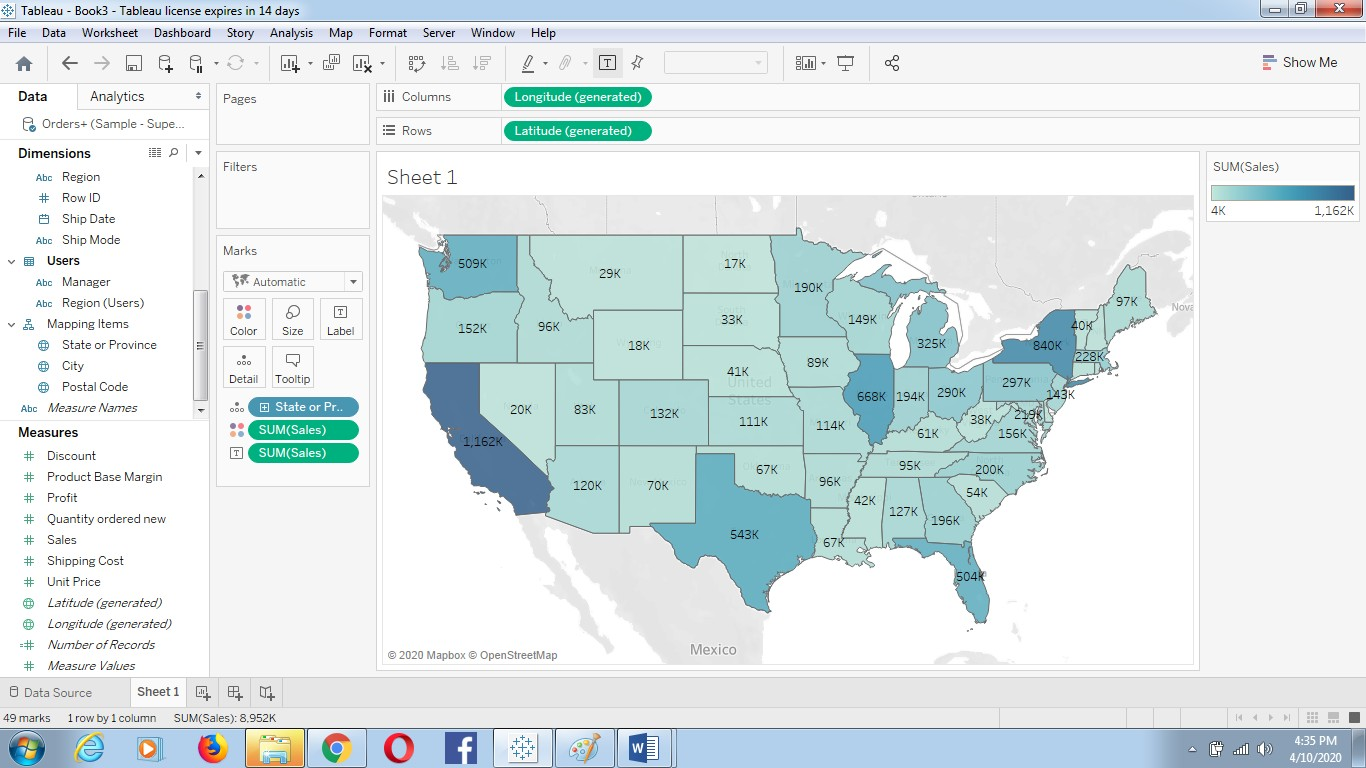 Tableau - Book3 - Tableau license expires in 14 days
File Data Worksheet Dashboard Story Analysis Map Format Server Window Help
Show Me
Data Analytics
Orders+ (Sample - Supe...
Dimensions
Abc Region
Row ID
Ship Date
Abc Ship Mode
Users
Abc Manager
Abc Region (Users)
Mapping Items
State or Province
City
Postal Code
Abc Measure Names
Measures
Discount
Product Base Margin
Profit
Quantity ordered new
Sales
Shipping Cost
Unit Price
Latitude (generated)
Longitude (generated)
Number of Records
Measure Values
Pages
Filters
Marks
Automatic
Color Size Label
Detail Tooltip
State or Pr..
SUM(Sales)
SUM(Sales)
Columns Longitude (generated)
Rows Latitude (generated)
Sheet 1
509K 29K 17K 190K 97K
152K 96K 33K 149K 40K
18K 325K 840K 228K
41K 89K
United States
20K 83K 132K 111K 668K 194K 290K 297K 143K
1,162K 114K 61K 38K 219K 156K
120K 70K 67K 96K 95K 200K
42K 127K 196K 54K
543K 67K
504K
Mexico
© 2020 Mapbox © OpenStreetMap
SUM(Sales)
4K 1,162K
Data Source Sheet 1
49 marks 1 row by 1 column SUM(Sales): 8,952K
4:35 PM
4/10/2020